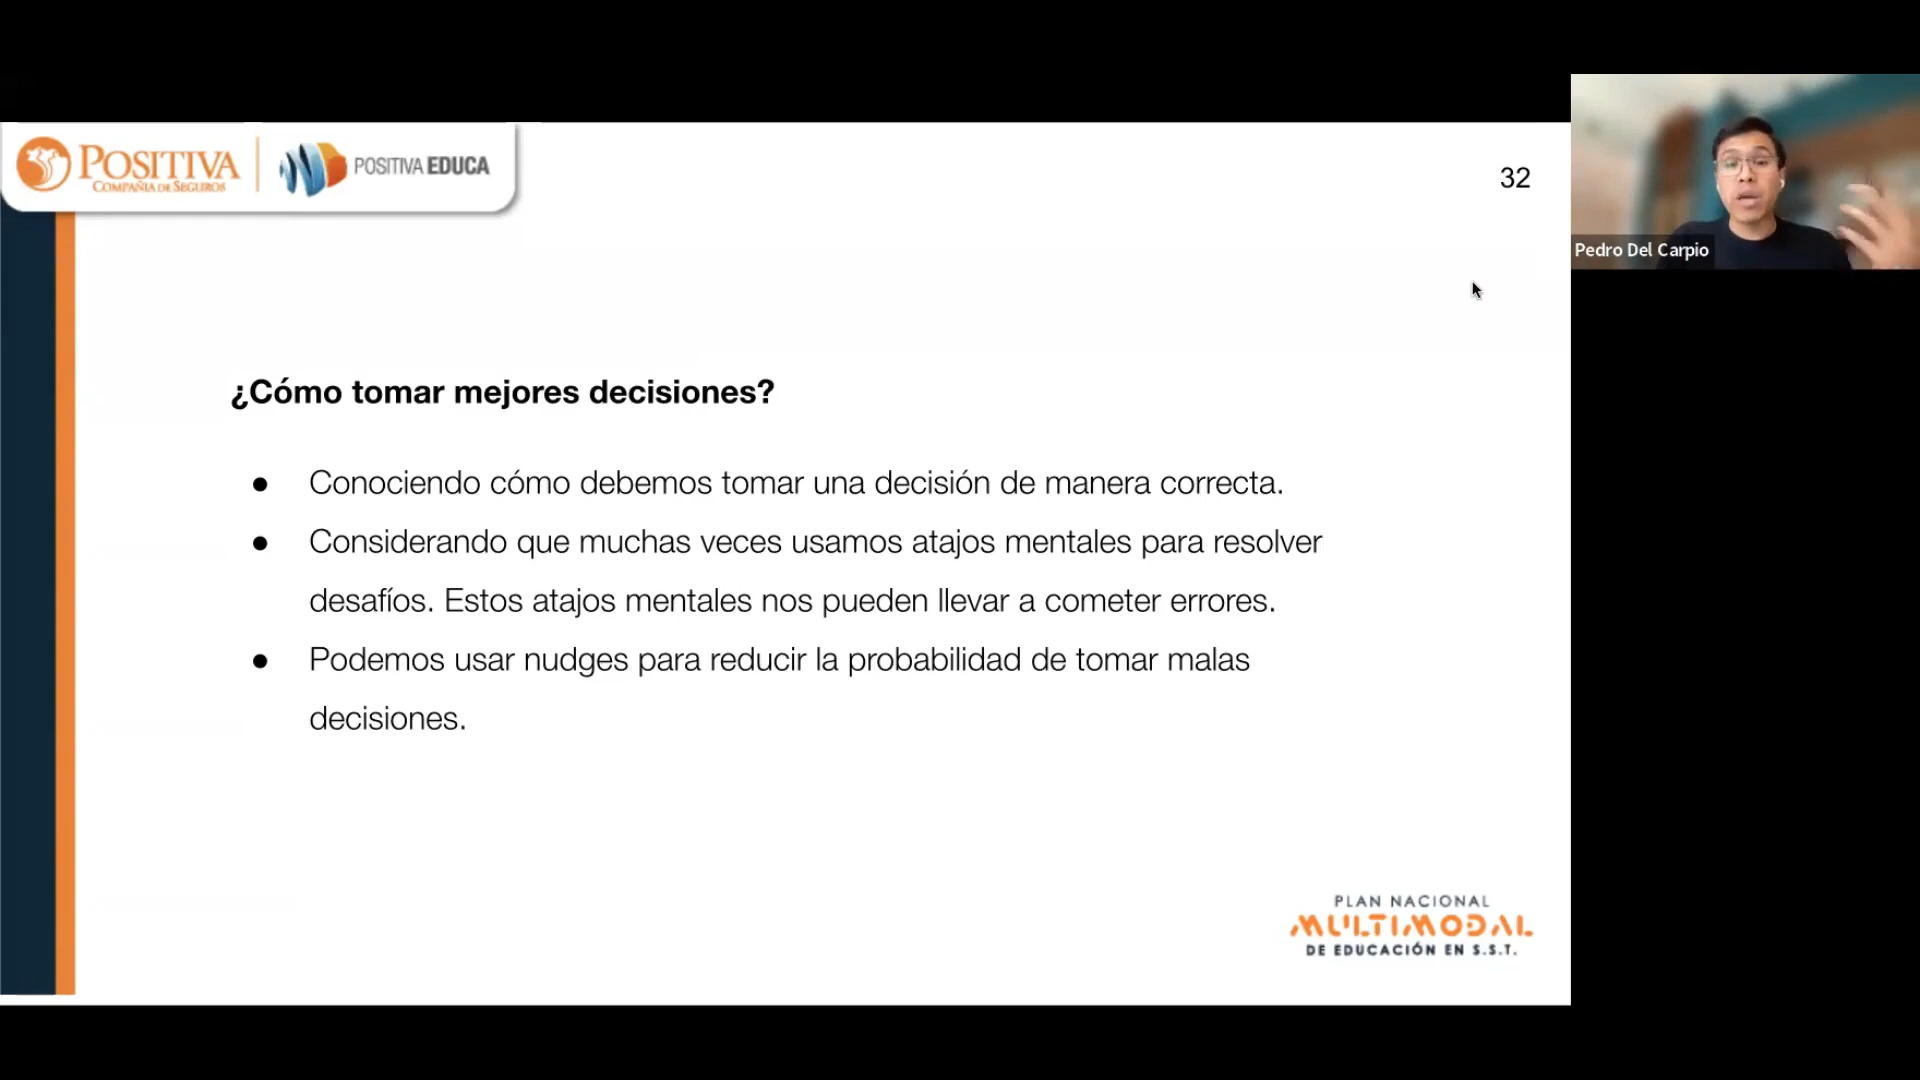 POSITIVA
COMPAÑIA DE SEGUROS
POSITIVA EDUCA
32
Pedro Del Carpio
¿Cómo tomar mejores decisiones?
● Conociendo cómo debemos tomar una decisión de manera correcta.
● Considerando que muchas veces usamos atajos mentales para resolver
desafíos. Estos atajos mentales nos pueden llevar a cometer errores.
● Podemos usar nudges para reducir la probabilidad de tomar malas
decisiones.
PLAN NACIONAL
MULTIMODAL
DE EDUCACIÓN EN S.S.T.